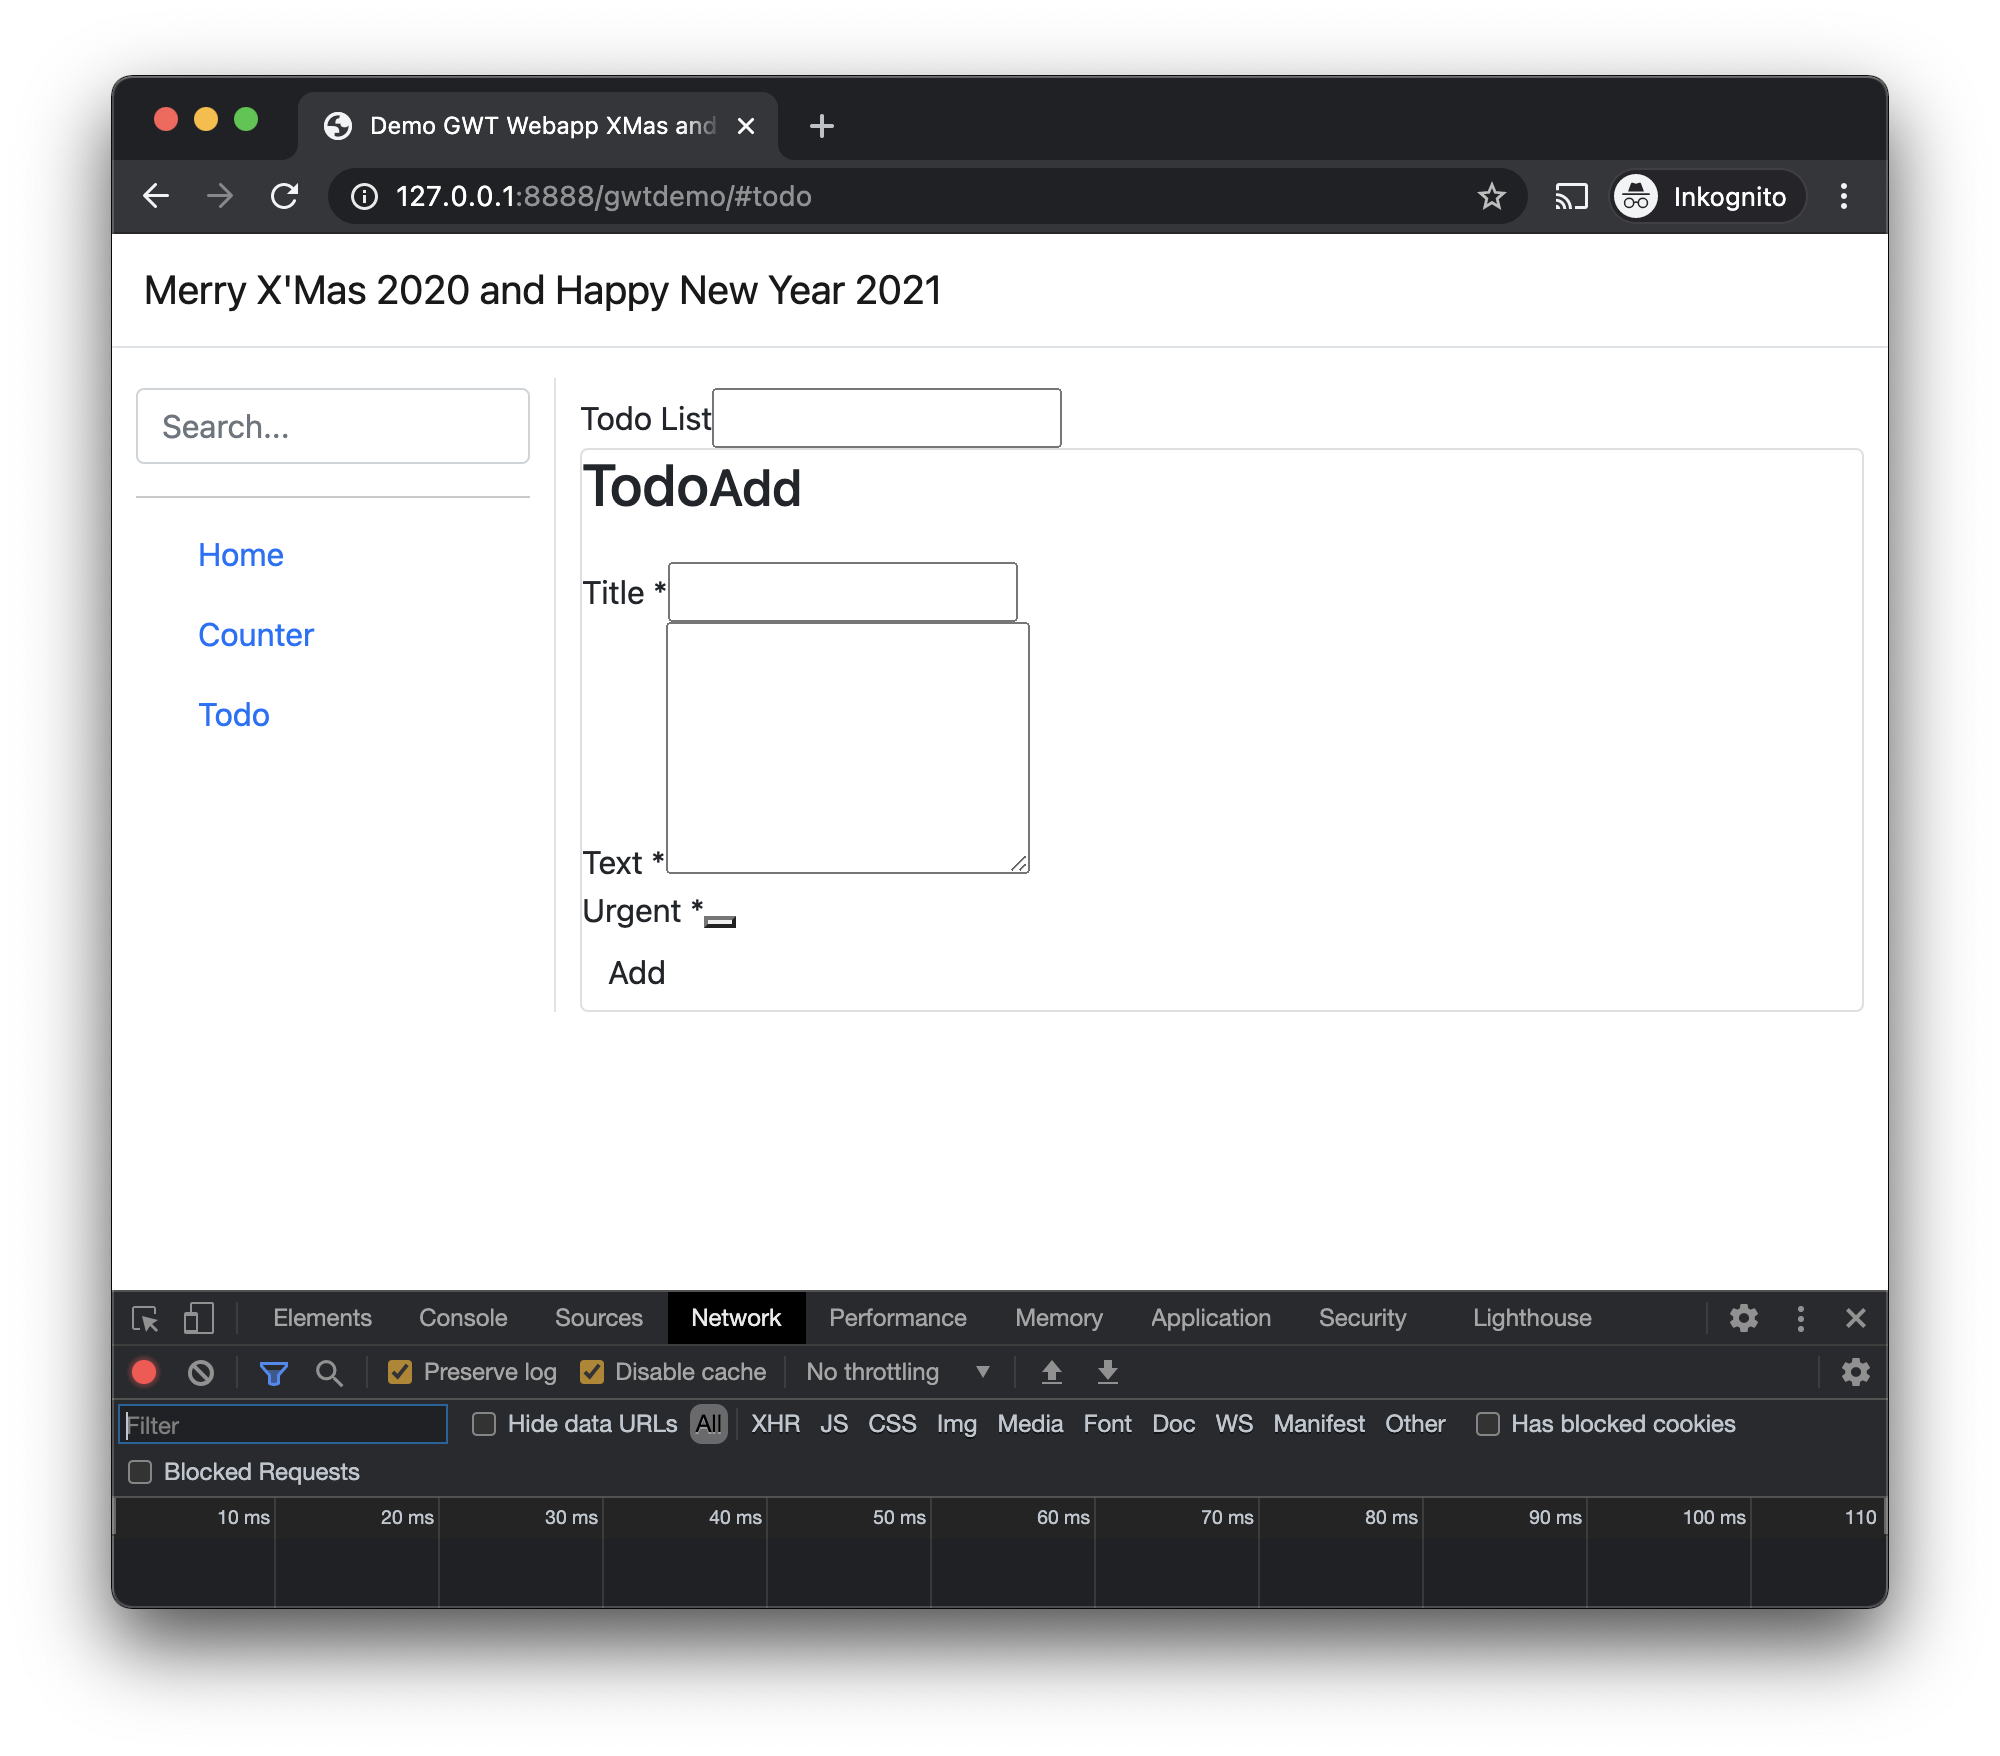 Demo GWT Webapp XMas and
127.0.0.1:8888/gwtdemo/#todo
Inkognito
Merry X'Mas 2020 and Happy New Year 2021
Search...
Home
Counter
Todo
Todo List
TodoAdd
Title *
Text *
Urgent *
Add
Elements Console Sources Network Performance Memory Application Security Lighthouse
Preserve log Disable cache No throttling
Filter Hide data URLs All XHR JS CSS Img Media Font Doc WS Manifest Other Has blocked cookies
Blocked Requests
10 ms 20 ms 30 ms 40 ms 50 ms 60 ms 70 ms 80 ms 90 ms 100 ms 110